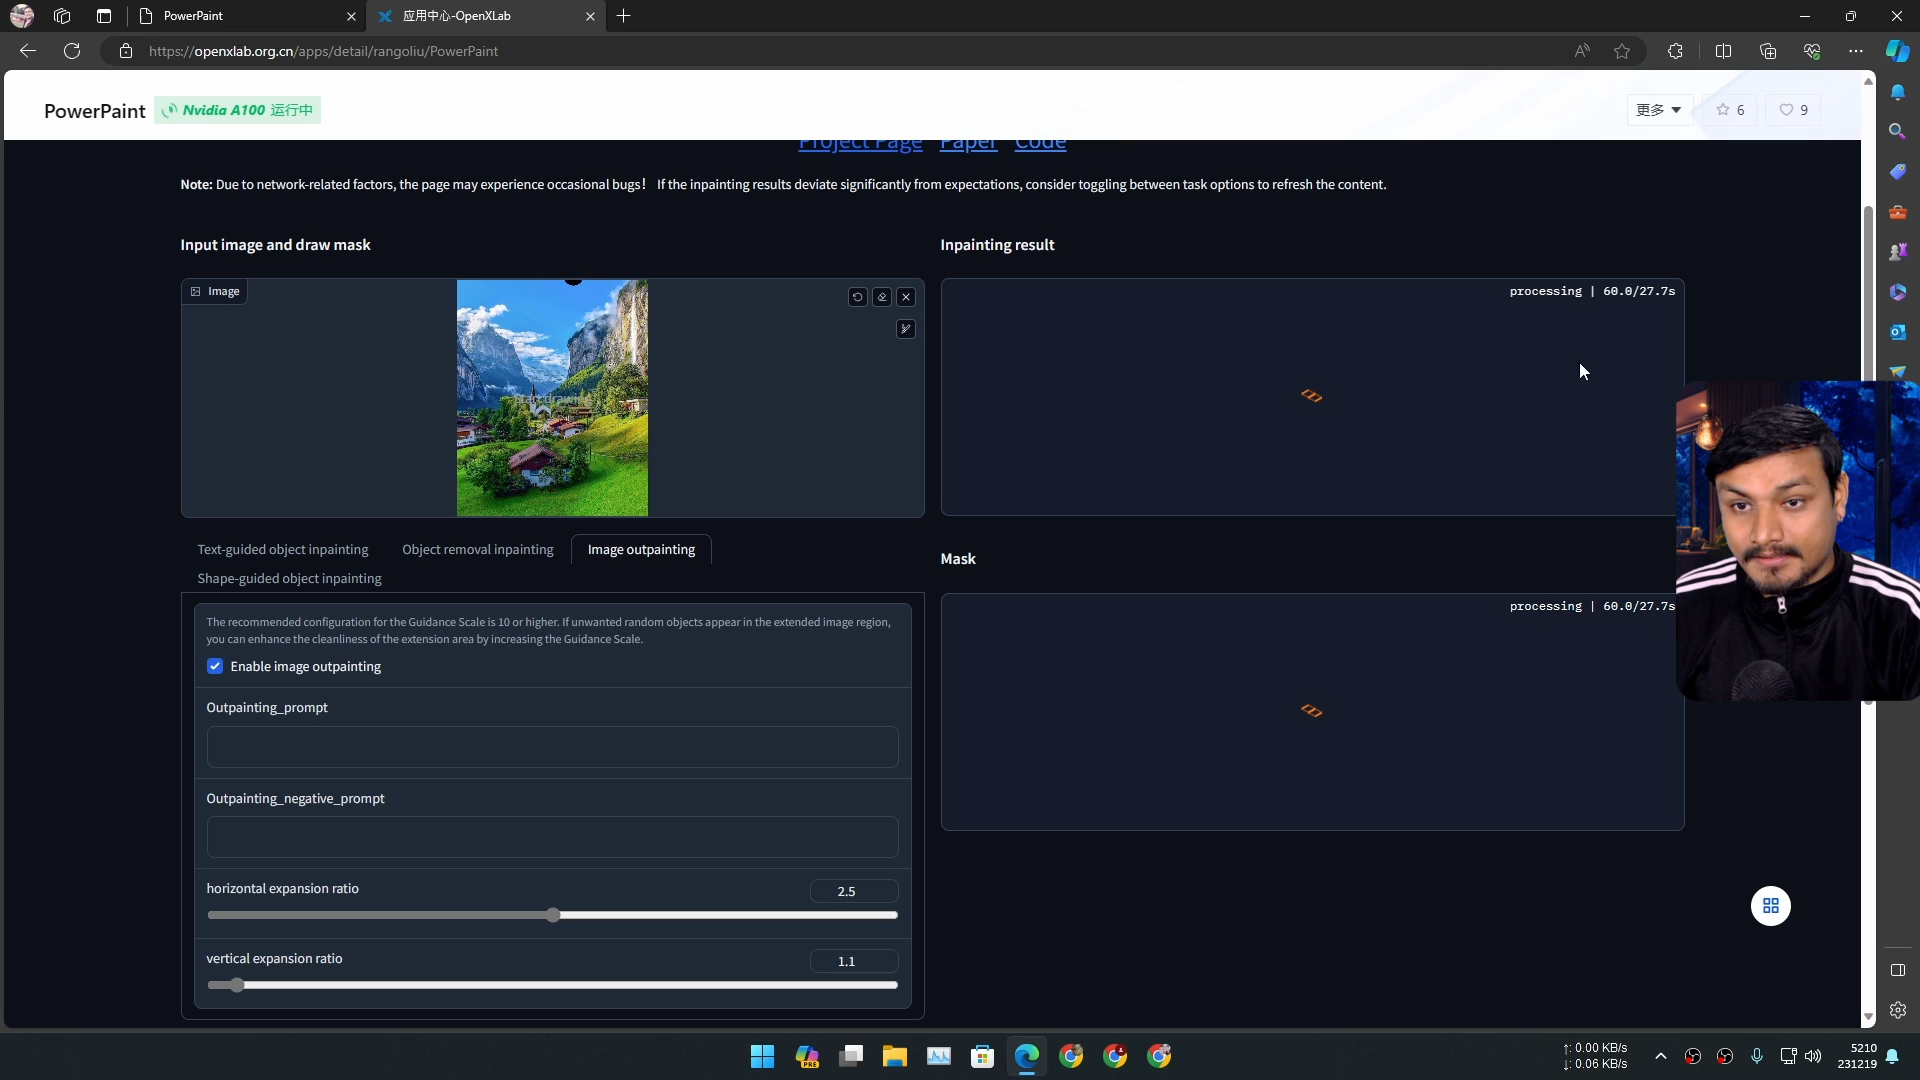 PowerPaint
应用中心-OpenXLab
https://openxlab.org.cn/apps/detail/rangoliu/PowerPaint
PowerPaint
Nvidia A100 运行中
更多
6
9
Project Page Paper Code
Note: Due to network-related factors, the page may experience occasional bugs！ If the inpainting results deviate significantly from expectations, consider toggling between task options to refresh the content.
Input image and draw mask
Inpainting result
Image
processing | 60.0/27.7s
Start drawing
Text-guided object inpainting
Object removal inpainting
Image outpainting
Shape-guided object inpainting
Mask
processing | 60.0/27.7s
The recommended configuration for the Guidance Scale is 10 or higher. If unwanted random objects appear in the extended image region,
you can enhance the cleanliness of the extension area by increasing the Guidance Scale.
Enable image outpainting
Outpainting_prompt
Outpainting_negative_prompt
horizontal expansion ratio
2.5
vertical expansion ratio
1.1
PRE
↑: 0.00 KB/s
↓: 0.06 KB/s
5210
231219